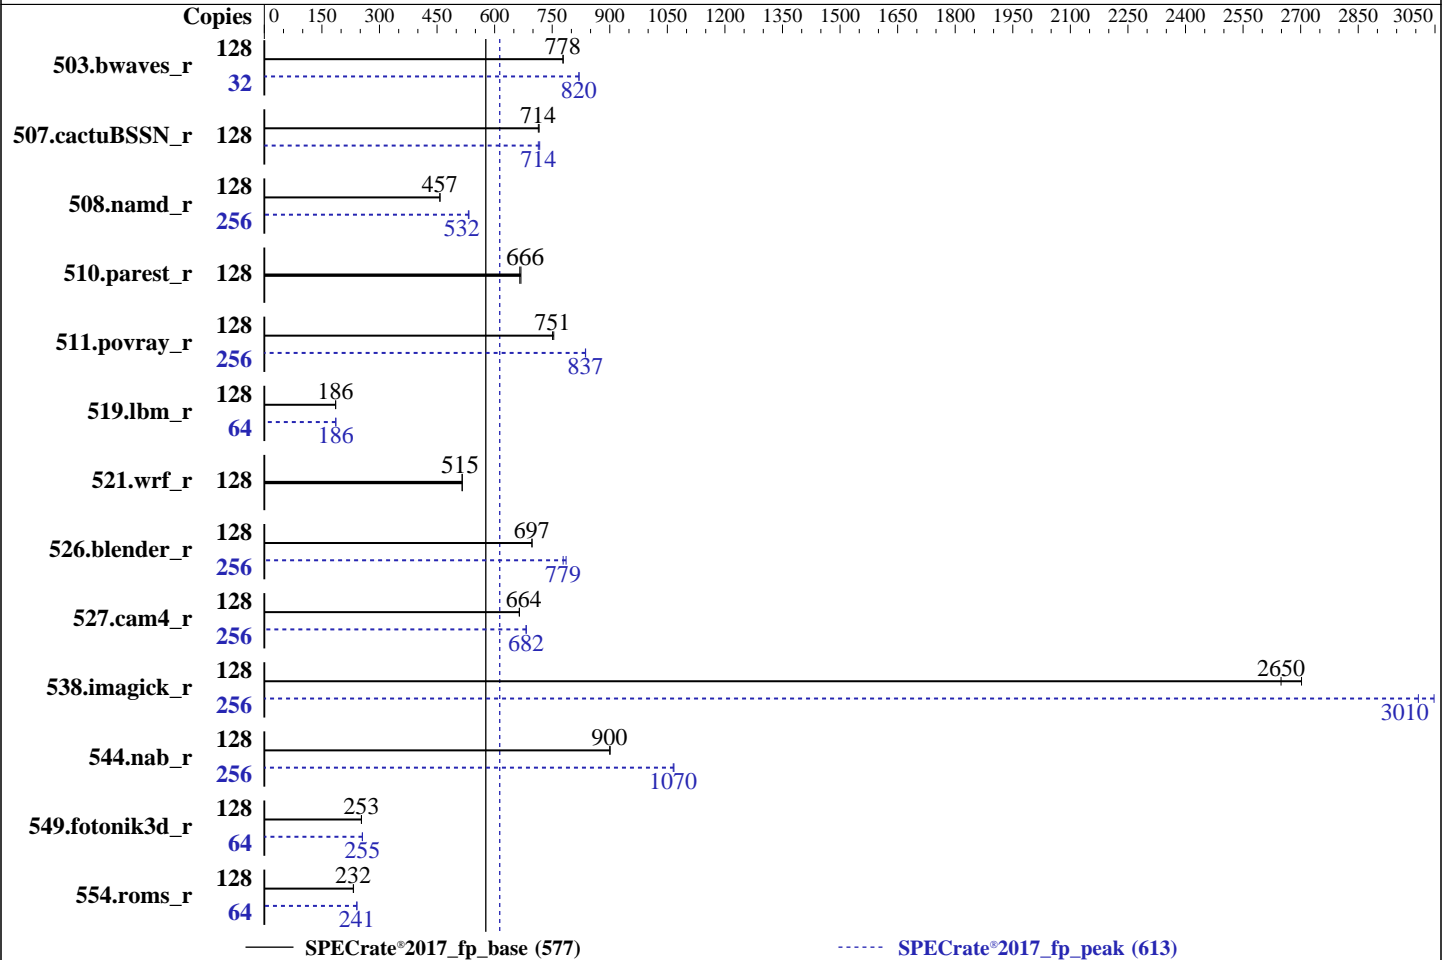 Copies 0 150 300 450 600 750 900 1050 1200 1350 1500 1650 1800 1950 2100 2250 2400 2550 2700 2850 3050
503.bwaves_r 128 778
32 820
507.cactuBSSN_r 128 714
714
508.namd_r 128 457
256 532
510.parest_r 128 666
511.povray_r 128 751
256 837
519.lbm_r 128 186
64 186
521.wrf_r 128 515
526.blender_r 128 697
256 779
527.cam4_r 128 664
256 682
538.imagick_r 128 2650
256 3010
544.nab_r 128 900
256 1070
549.fotonik3d_r 128 253
64 255
554.roms_r 128 232
64 241
SPECrate®2017_fp_base (577) SPECrate®2017_fp_peak (613)